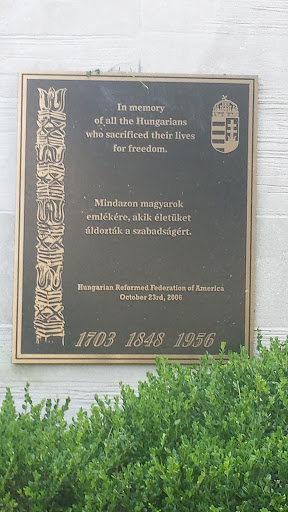 In memory
of all the Hungarians
who sacrificed their lives
for freedom.
Mindazon magyarok
emlékére, akik életüket
áldozták a szabadságért.
Hungarian Reformed Federation of America
October 23rd, 2006
1703 1848 1956